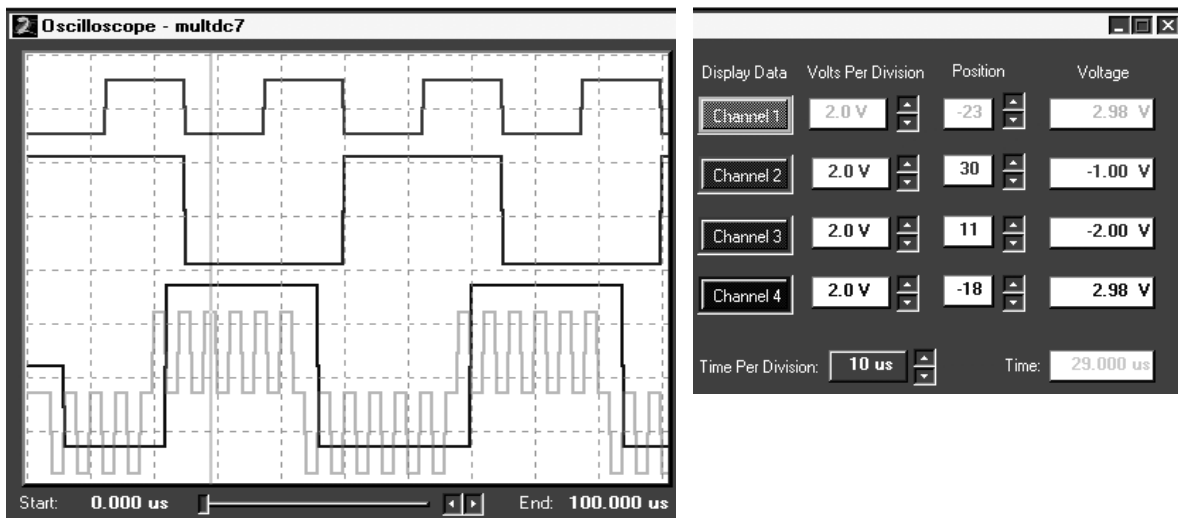 Oscilloscope - multdc7
Start: 0.000 us End: 100.000 us
Display Data Volts Per Division Position Voltage
Channel 1 2.0 V -23 2.98 V
Channel 2 2.0 V 30 -1.00 V
Channel 3 2.0 V 11 -2.00 V
Channel 4 2.0 V -18 2.98 V
Time Per Division: 10 us Time: 29.000 us